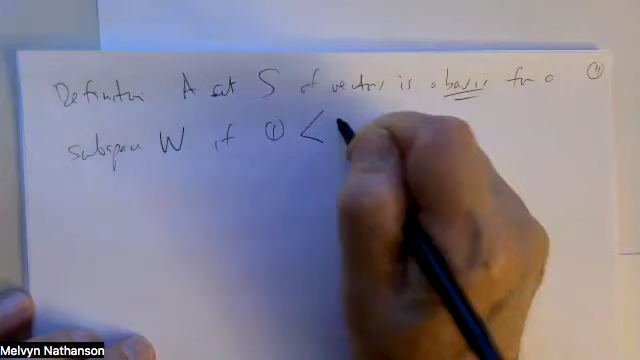 Definition A set S of vectors is a basis for a
subspace W if ① <
Melvyn Nathanson